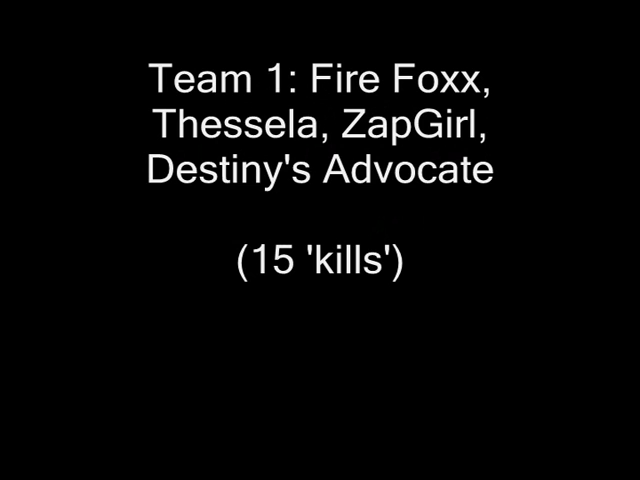 Team 1: Fire Foxx,
Thessela, ZapGirl,
Destiny's Advocate
(15 'kills')